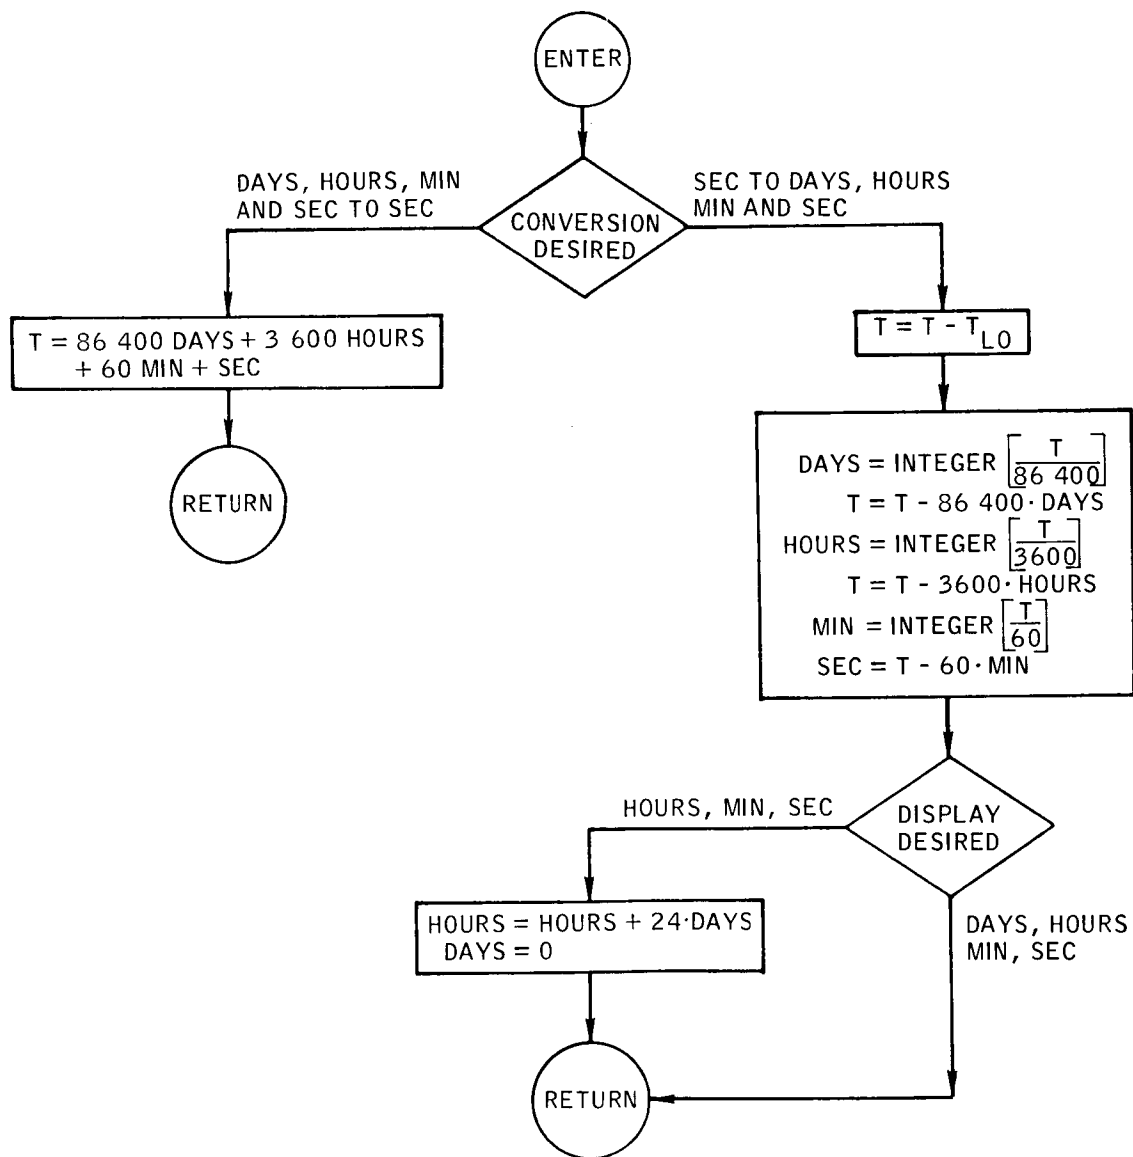 ENTER
DAYS, HOURS, MIN
AND SEC TO SEC
SEC TO DAYS, HOURS
MIN AND SEC
CONVERSION
DESIRED
T = 86 400 DAYS + 3 600 HOURS
+ 60 MIN + SEC
RETURN
T = T - T_LO
DAYS = INTEGER [T / 86 400]
T = T - 86 400 · DAYS
HOURS = INTEGER [T / 3600]
T = T - 3600 · HOURS
MIN = INTEGER [T / 60]
SEC = T - 60 · MIN
HOURS, MIN, SEC
DISPLAY
DESIRED
HOURS = HOURS + 24·DAYS
DAYS = 0
DAYS, HOURS
MIN, SEC
RETURN